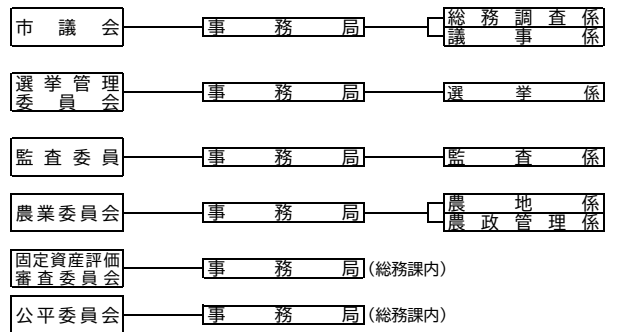 市議会 事務局 総務調査係
議事係
選挙管理
委員会 事務局 選挙係
監査委員 事務局 監査係
農業委員会 事務局 農地係
農政管理係
固定資産評価
審査委員会 事務局(総務課内)
公平委員会 事務局(総務課内)